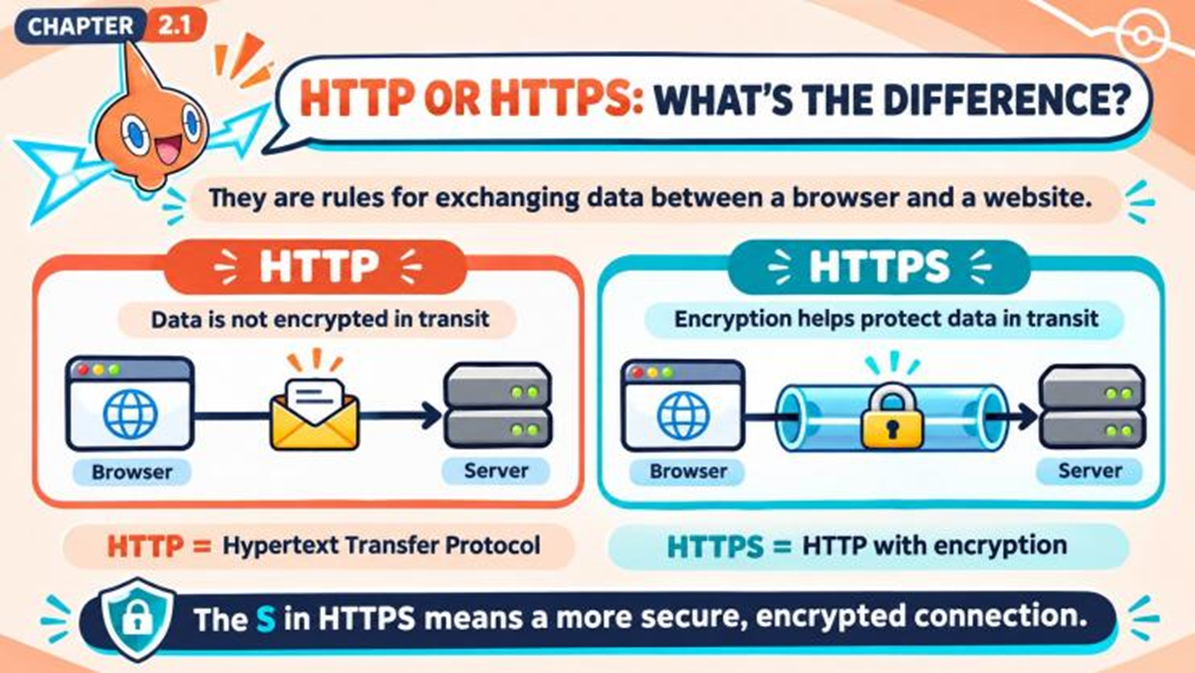 CHAPTER 2.1
HTTP OR HTTPS: WHAT'S THE DIFFERENCE?
They are rules for exchanging data between a browser and a website.
HTTP
Data is not encrypted in transit
Browser
Server
HTTP = Hypertext Transfer Protocol
HTTPS
Encryption helps protect data in transit
Browser
Server
HTTPS = HTTP with encryption
The S in HTTPS means a more secure, encrypted connection.